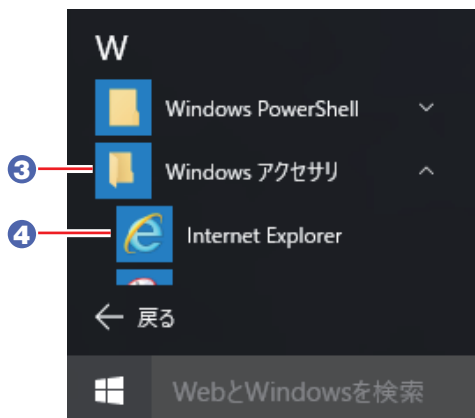 W
Windows PowerShell
3 Windows アクセサリ
4 Internet Explorer
← 戻る
WebとWindowsを検索